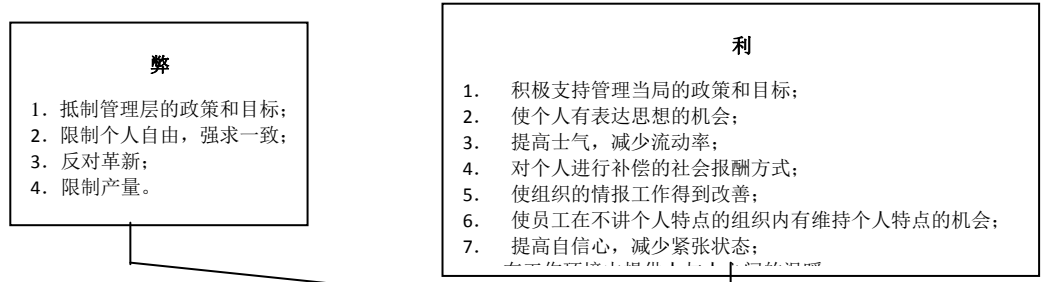 弊
1. 抵制管理层的政策和目标；
2. 限制个人自由，强求一致；
3. 反对革新；
4. 限制产量。
利
1. 积极支持管理当局的政策和目标；
2. 使个人有表达思想的机会；
3. 提高士气，减少流动率；
4. 对个人进行补偿的社会报酬方式；
5. 使组织的情报工作得到改善；
6. 使员工在不讲个人特点的组织内有维持个人特点的机会；
7. 提高自信心，减少紧张状态；